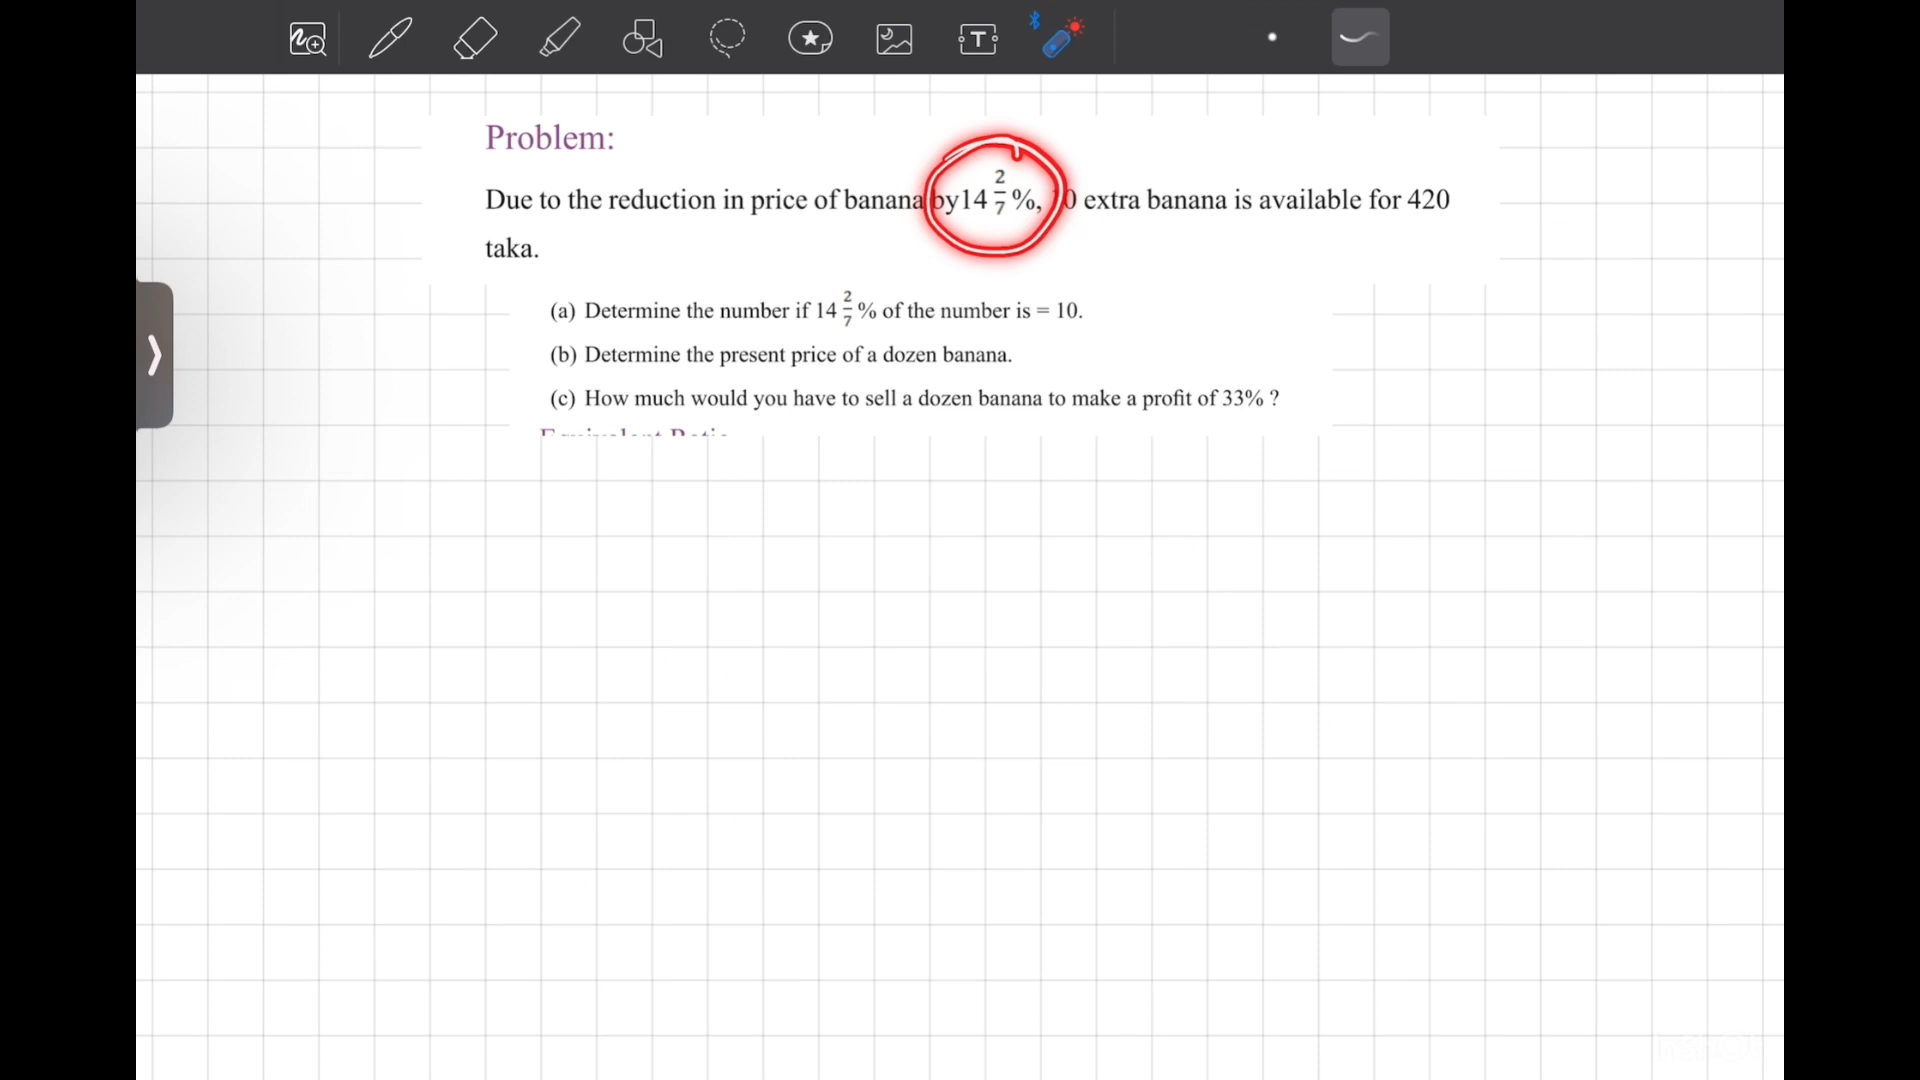 Problem:
Due to the reduction in price of banana by14 2/7 %, 10 extra banana is available for 420
taka.
(a) Determine the number if 14 2/7 % of the number is = 10.
(b) Determine the present price of a dozen banana.
(c) How much would you have to sell a dozen banana to make a profit of 33% ?